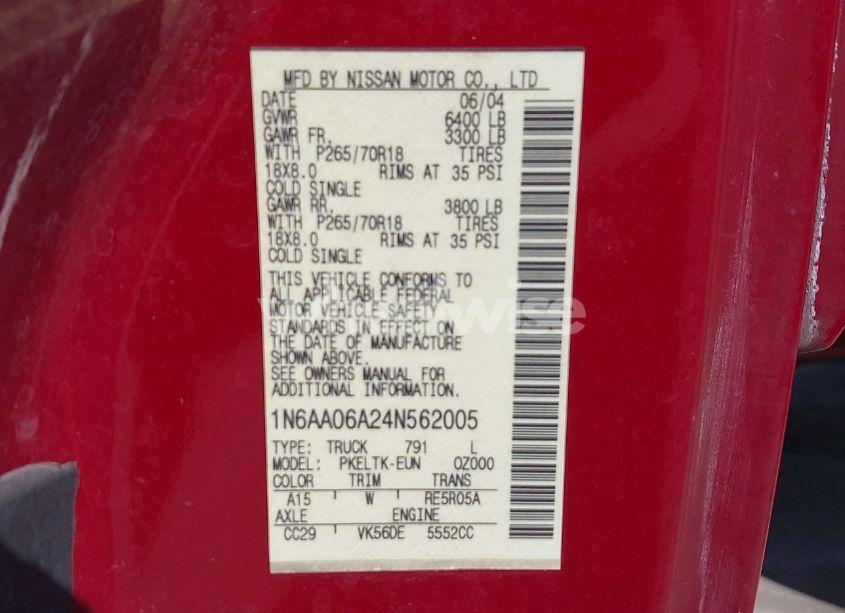 MFD BY NISSAN MOTOR CO., LTD
DATE 06/04
GVWR 6400 LB
GAWR FR. 3300 LB
WITH P265/70R18 TIRES
18X8.0 RIMS AT 35 PSI
COLD SINGLE
GAWR RR. 3800 LB
WITH P265/70R18 TIRES
18X8.0 RIMS AT 35 PSI
COLD SINGLE
THIS VEHICLE CONFORMS TO
ALL APPLICABLE FEDERAL
MOTOR VEHICLE SAFETY
STANDARDS IN EFFECT ON
THE DATE OF MANUFACTURE
SHOWN ABOVE.
SEE OWNERS MANUAL FOR
ADDITIONAL INFORMATION.
1N6AA06A24N562005
TYPE: TRUCK 791 L
MODEL: PKELTK-EUN 0Z000
COLOR TRIM TRANS
A15 W RE5R05A
AXLE ENGINE
CC29 VK56DE 5552CC